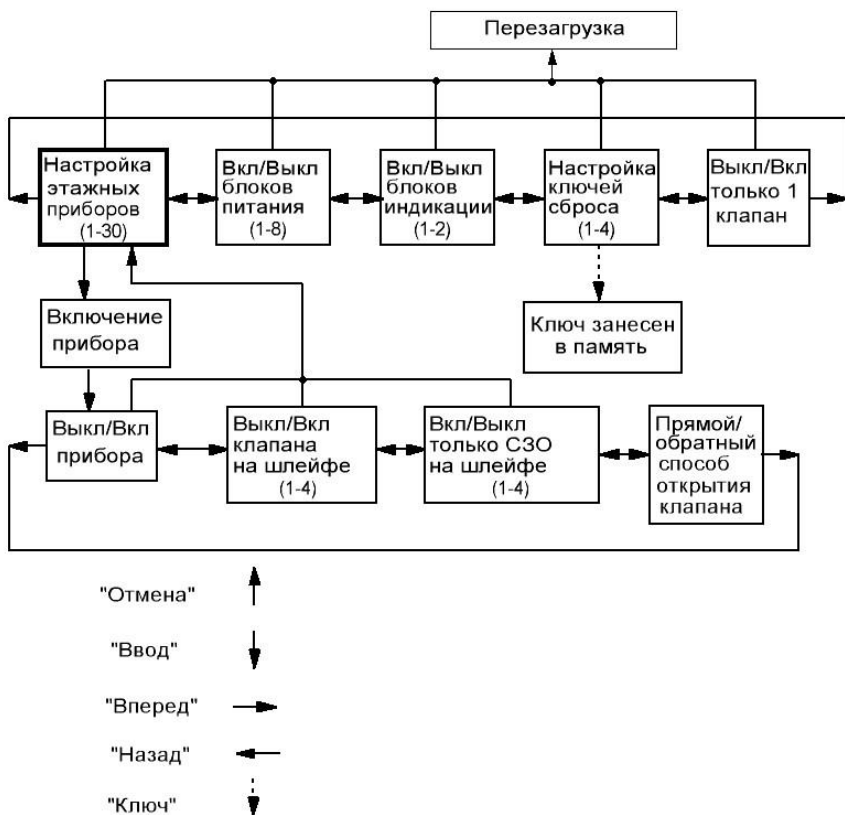 Перезагрузка
Настройка
этажных
приборов
(1-30)
Вкл/Выкл
блоков
питания
(1-8)
Вкл/Выкл
блоков
индикации
(1-2)
Настройка
ключей
сброса
(1-4)
Выкл/Вкл
только 1
клапан
Включение
прибора
Ключ занесен
в память
Выкл/Вкл
прибора
Выкл/Вкл
клапана
на шлейфе
(1-4)
Вкл/Выкл
только СЗО
на шлейфе
(1-4)
Прямой/
обратный
способ
открытия
клапана
"Отмена"
"Ввод"
"Вперед"
"Назад"
"Ключ"